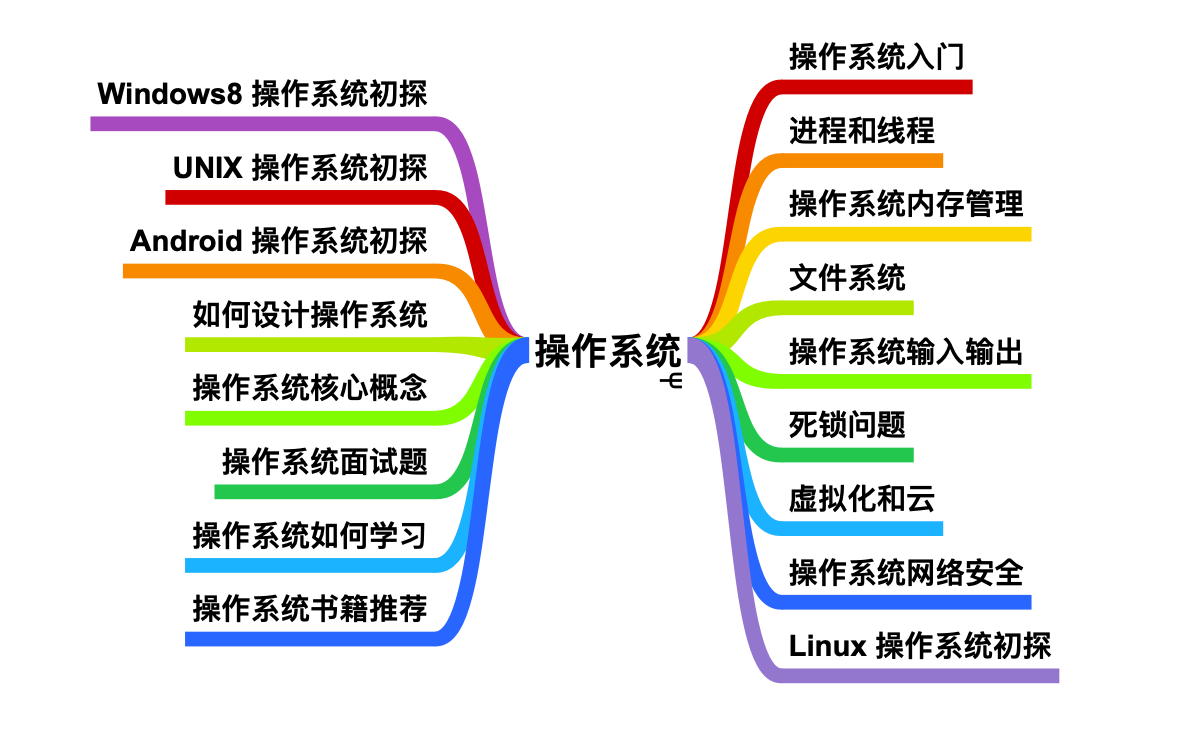 操作系统
操作系统入门
进程和线程
操作系统内存管理
文件系统
操作系统输入输出
死锁问题
虚拟化和云
操作系统网络安全
Linux 操作系统初探
Windows8 操作系统初探
UNIX 操作系统初探
Android 操作系统初探
如何设计操作系统
操作系统核心概念
操作系统面试题
操作系统如何学习
操作系统书籍推荐